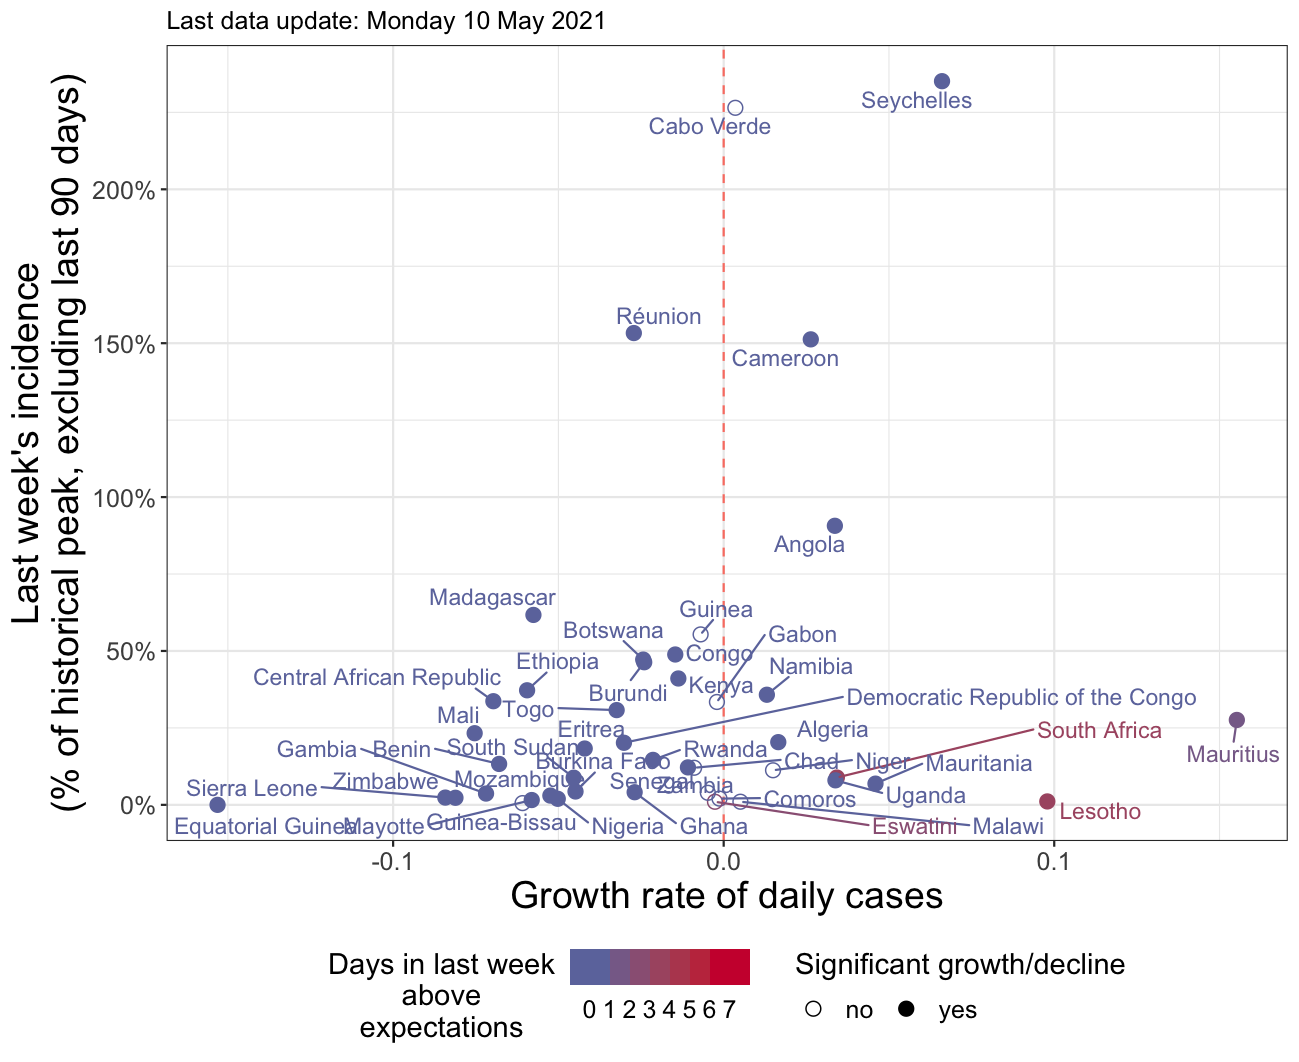 Last data update: Monday 10 May 2021
Last week's incidence
(% of historical peak, excluding last 90 days)
200%
150%
100%
50%
0%
Seychelles
Cabo Verde
Réunion
Cameroon
Angola
Madagascar
Guinea
Botswana
Gabon
Congo
Ethiopia
Namibia
Central African Republic
Burundi
Kenya
Democratic Republic of the Congo
Togo
Mali
Eritrea
Algeria
South Africa
Gambia
Benin
South Sudan
Rwanda
Mauritius
Burkina Faso
Chad
Niger
Mauritania
Sierra Leone
Zimbabwe
Mozambique
Senegal
Zambia
Comoros
Uganda
Lesotho
Equatorial Guinea
Mayotte
Guinea-Bissau
Nigeria
Ghana
Eswatini
Malawi
-0.1
0.0
0.1
Growth rate of daily cases
Days in last week
above
expectations
0 1 2 3 4 5 6 7
Significant growth/decline
no
yes